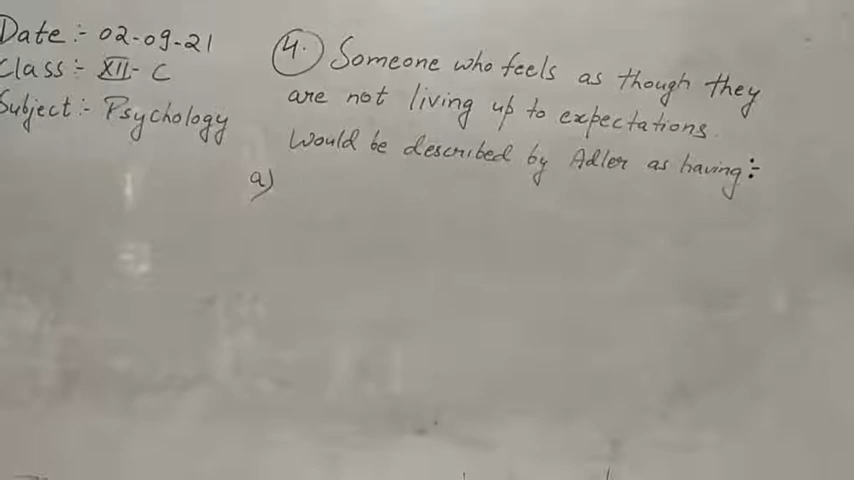 Date :- 02-09-21
Class :- XII - C
Subject :- Psychology
4. Someone who feels as though they
are not living up to expectations.
Would be described by Adler as having :-
a)